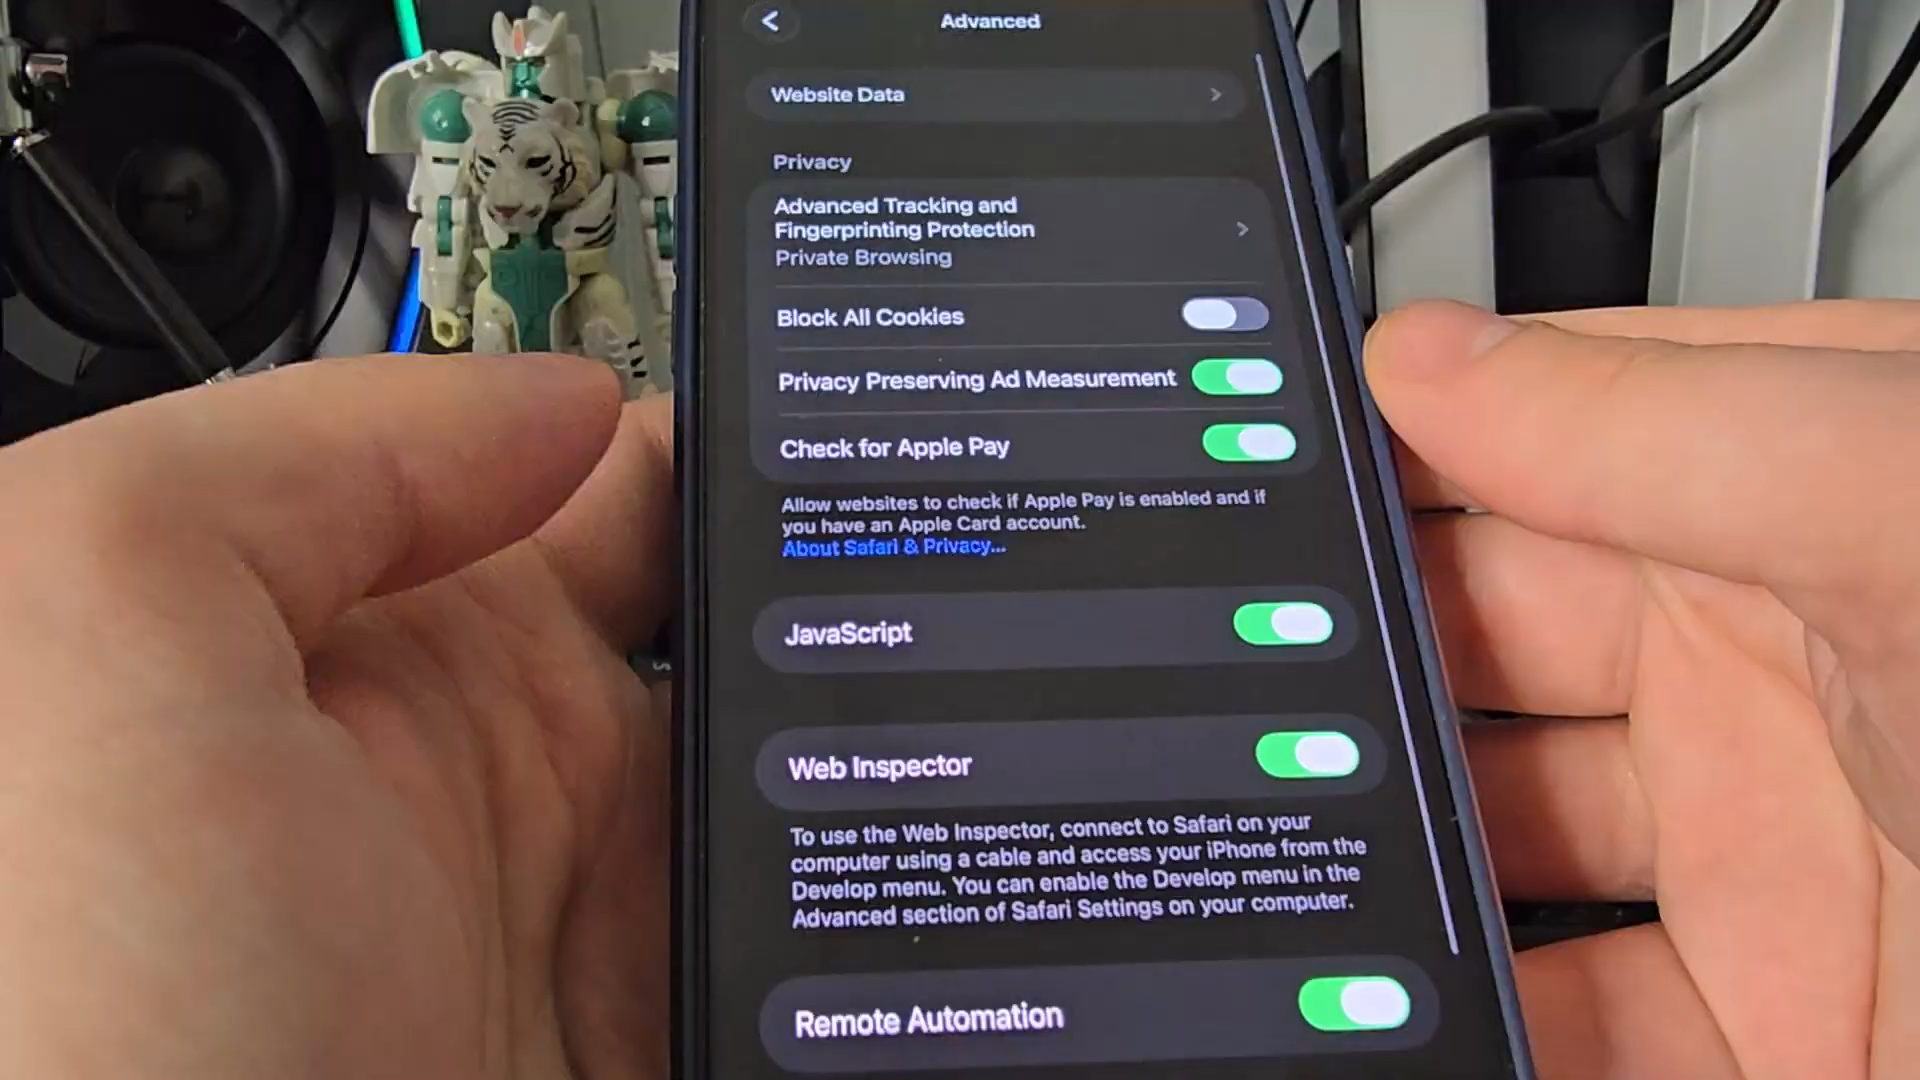 Advanced
Website Data
Privacy
Advanced Tracking and
Fingerprinting Protection
Private Browsing
Block All Cookies
Privacy Preserving Ad Measurement
Check for Apple Pay
Allow websites to check if Apple Pay is enabled and if
you have an Apple Card account.
About Safari & Privacy...
JavaScript
Web Inspector
To use the Web Inspector, connect to Safari on your
computer using a cable and access your iPhone from the
Develop menu. You can enable the Develop menu in the
Advanced section of Safari Settings on your computer.
Remote Automation